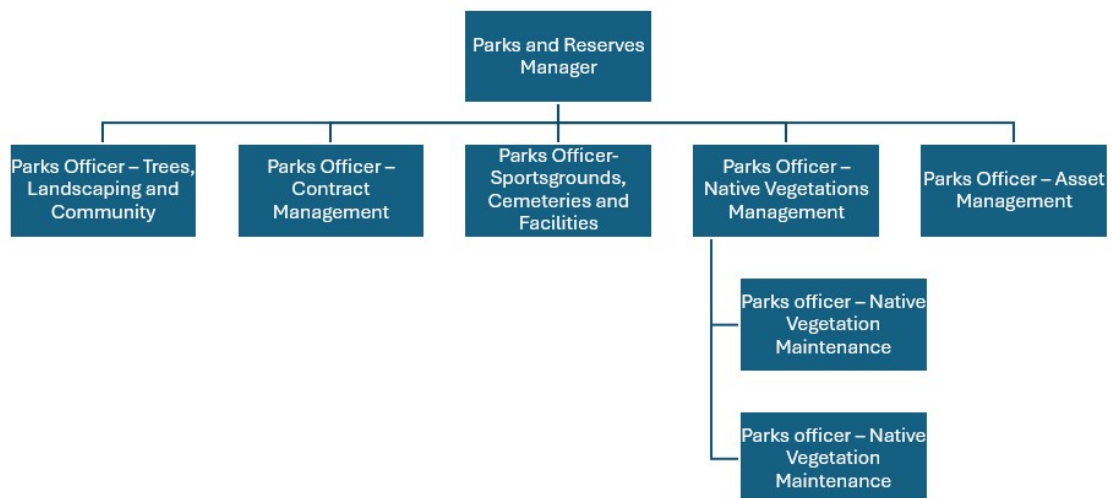 Parks and Reserves
Manager
Parks Officer – Trees,
Landscaping and
Community
Parks Officer –
Contract
Management
Parks Officer-
Sportsgrounds,
Cemeteries and
Facilities
Parks Officer –
Native Vegetations
Management
Parks Officer – Asset
Management
Parks officer – Native
Vegetation
Maintenance
Parks officer – Native
Vegetation
Maintenance